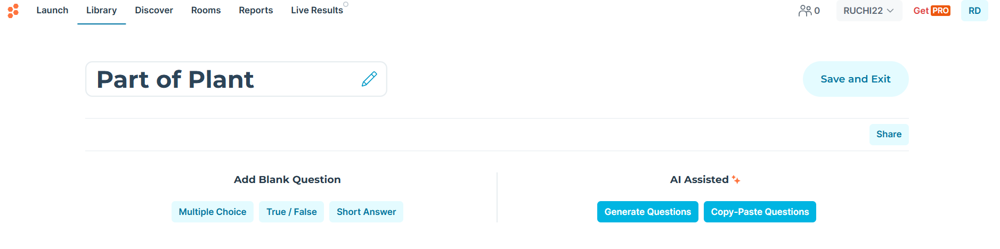 Launch Library Discover Rooms Reports Live Results 0 RUCHI22 Get PRO RD
Part of Plant Save and Exit
Share
Add Blank Question AI Assisted
Multiple Choice True / False Short Answer Generate Questions Copy-Paste Questions